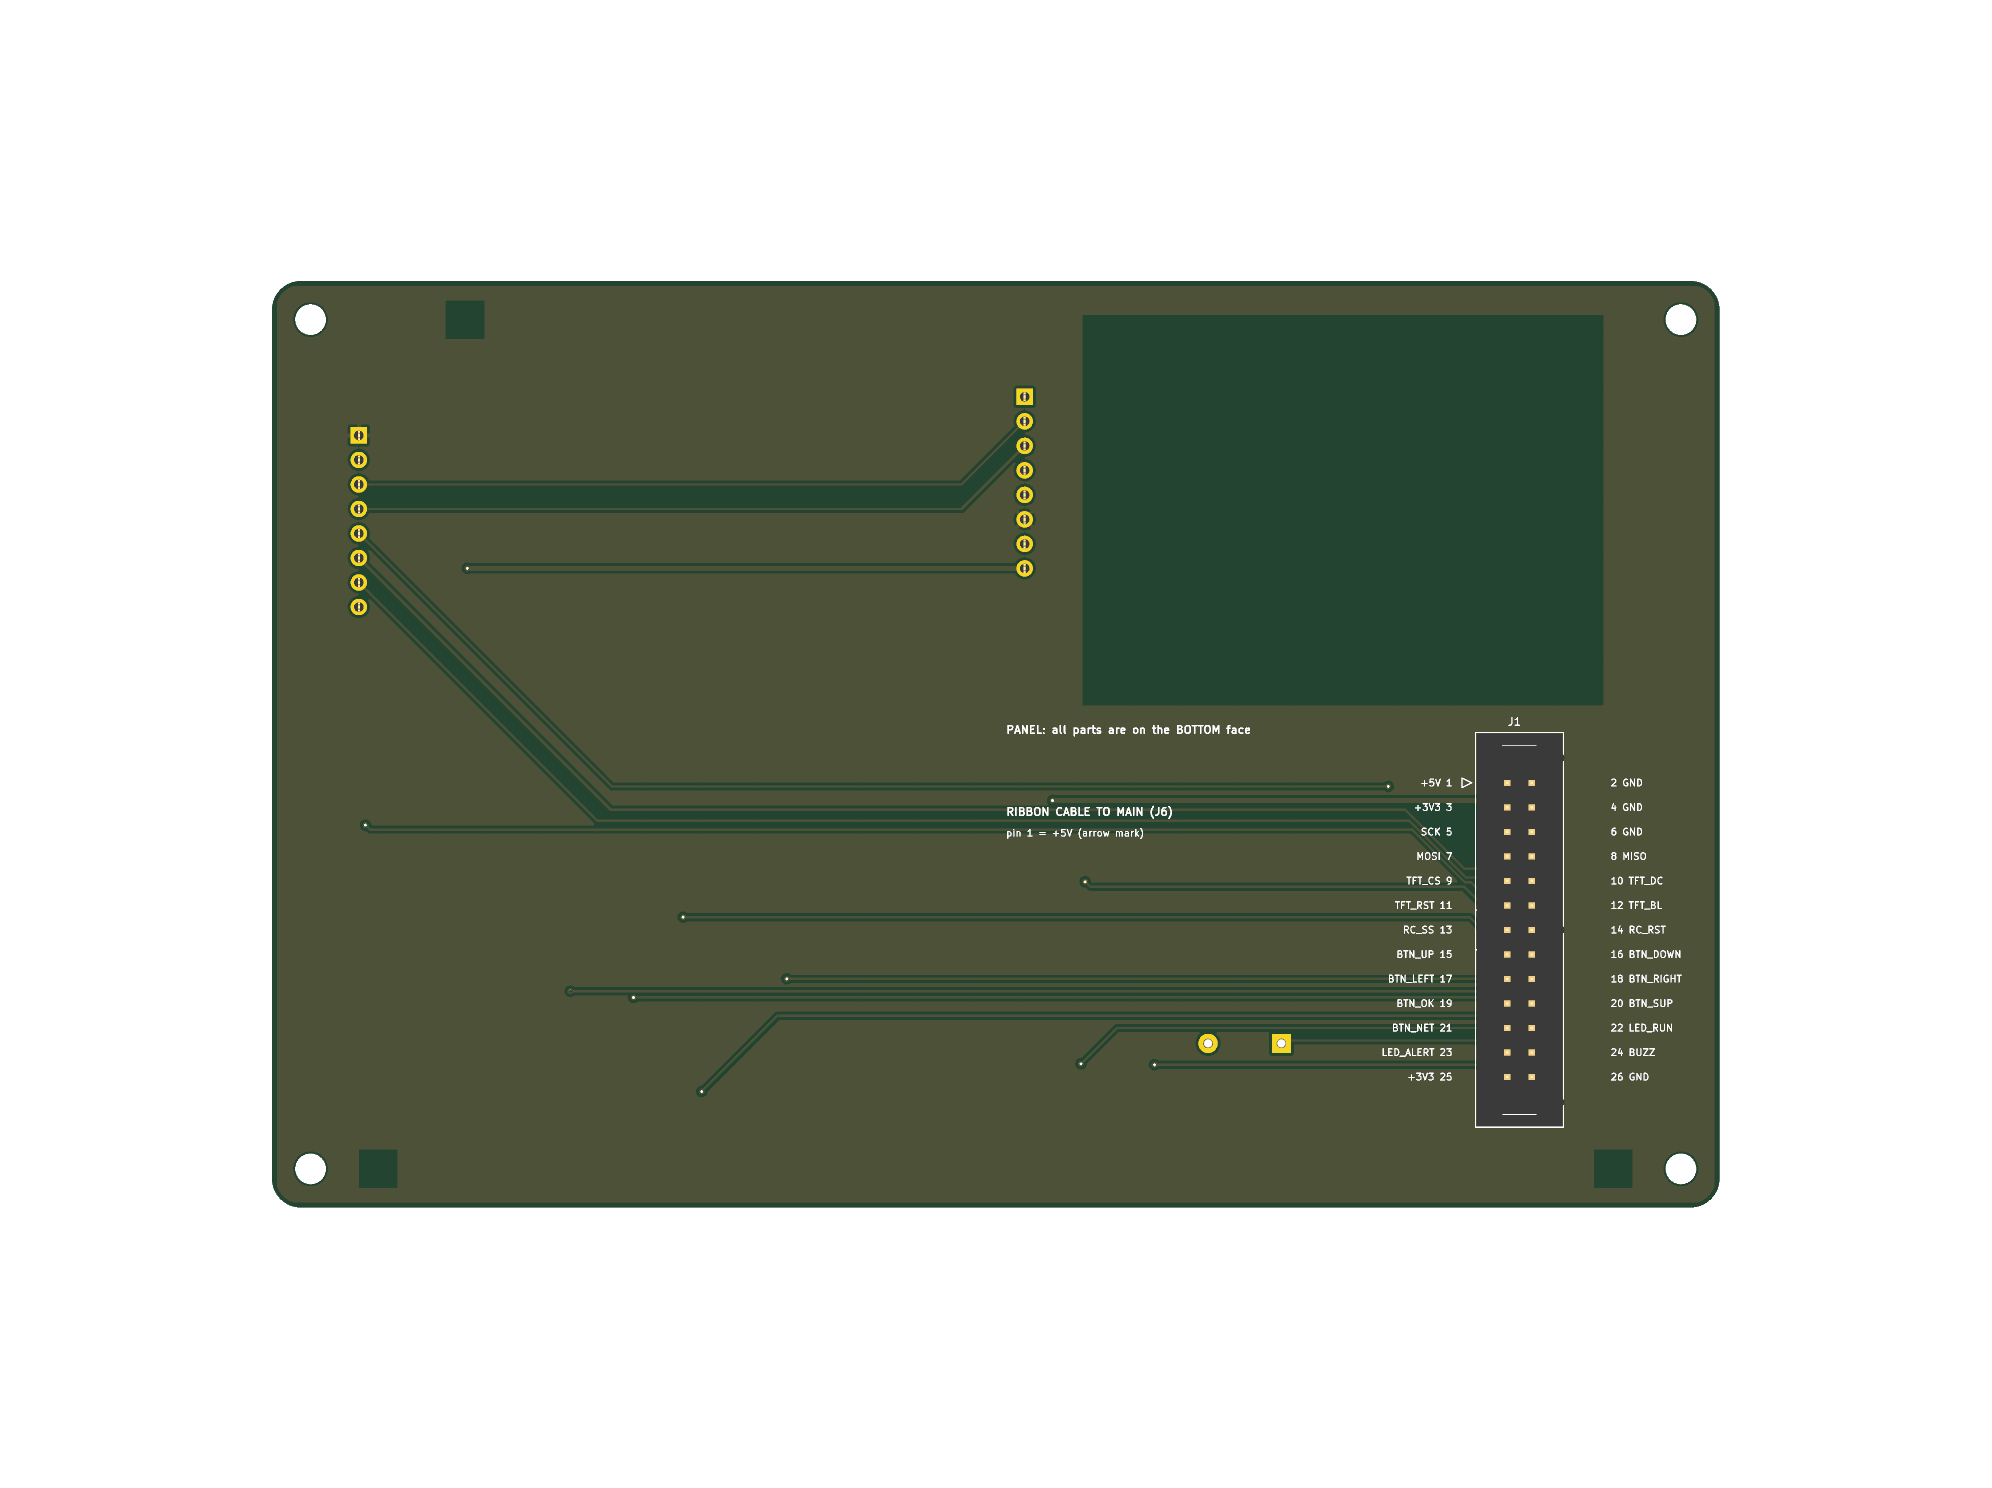 J1
PANEL: all parts are on the BOTTOM face
+5V 1
2 GND
+3V3 3
4 GND
RIBBON CABLE TO MAIN (J6)
pin 1 = +5V (arrow mark)
SCK 5
6 GND
MOSI 7
8 MISO
TFT_CS 9
10 TFT_DC
TFT_RST 11
12 TFT_BL
RC_SS 13
14 RC_RST
BTN_UP 15
16 BTN_DOWN
BTN_LEFT 17
18 BTN_RIGHT
BTN_OK 19
20 BTN_SUP
BTN_NET 21
22 LED_RUN
LED_ALERT 23
24 BUZZ
+3V3 25
26 GND